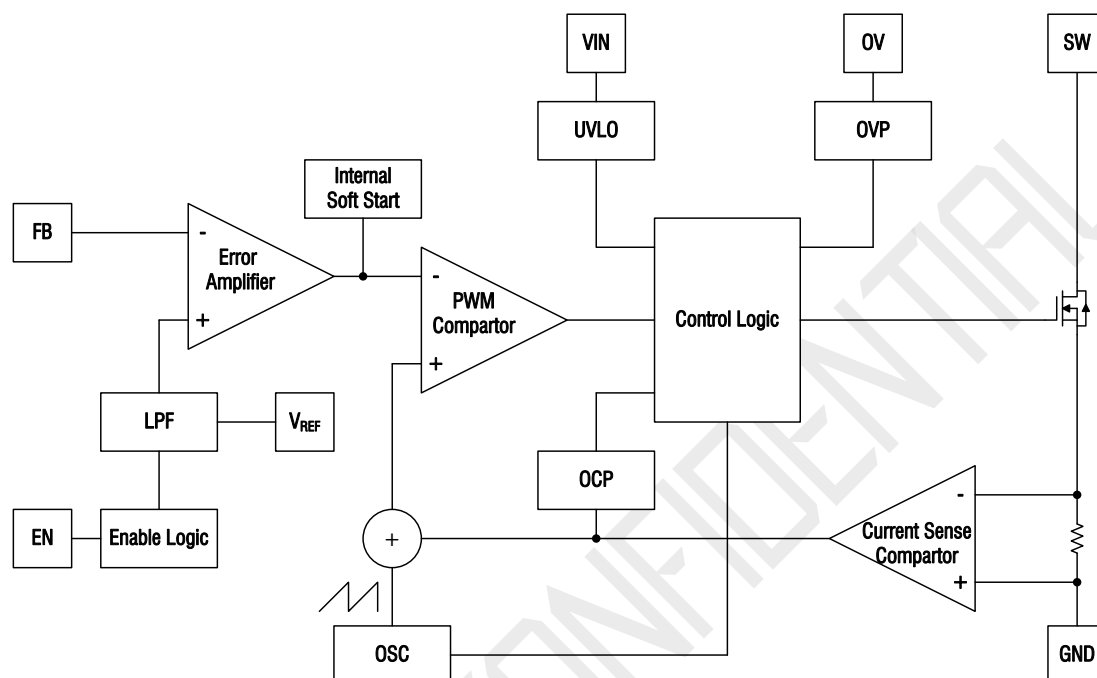 VIN
OV
SW
UVLO
OVP
Internal
Soft Start
FB
-
Error
Amplifier
+
-
PWM
Compartor
+
Control Logic
LPF
VREF
OCP
EN
Enable Logic
+
-
Current Sense
Compartor
+
OSC
GND
CONFIDENTIAL